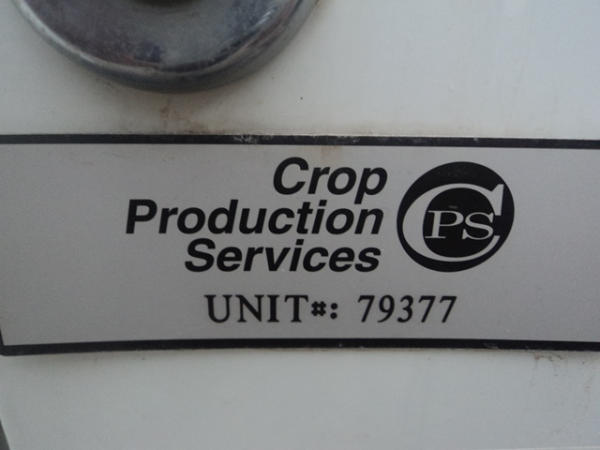 Crop
Production
Services
CPS
UNIT#: 79377